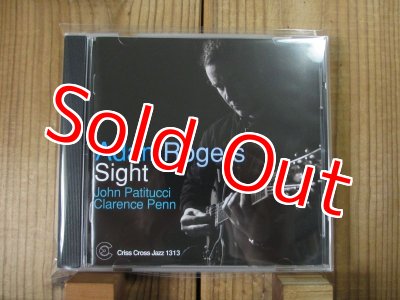 Adam Rogers
Sight
John Patitucci
Clarence Penn
Criss Cross Jazz 1313
Sold Out